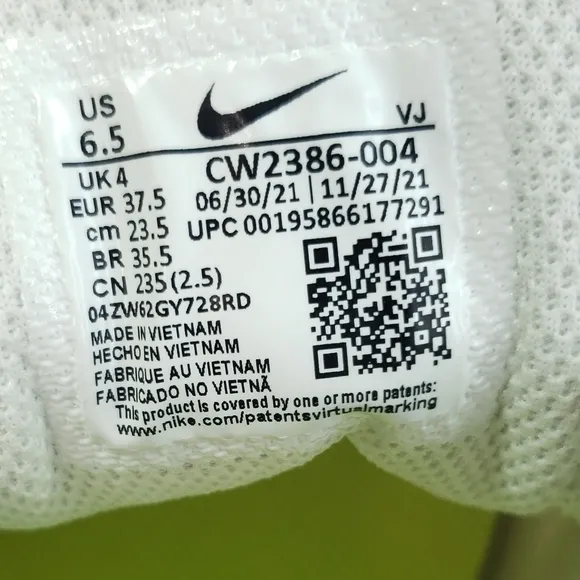 US
6.5
VJ
UK 4
CW2386-004
EUR 37.5
06/30/21 | 11/27/21
cm 23.5
UPC 00195866177291
BR 35.5
CN 235 (2.5)
04ZW62GY728RD
MADE IN VIETNAM
HECHO EN VIETNAM
FABRIQUE AU VIETNAM
FABRICADO NO VIETNÃ
This product is covered by one or more patents:
www.nike.com/patentsvirtualmarking